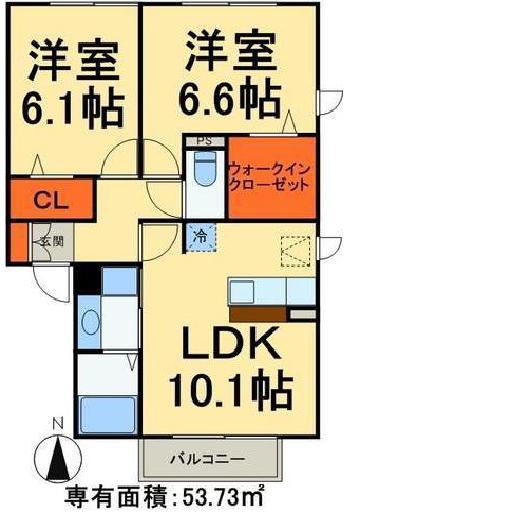 洋室
6.1帖
洋室
6.6帖
PS
ウォークイン
クローゼット
CL
玄関
冷
LDK
10.1帖
N
バルコニー
専有面積:53.73㎡